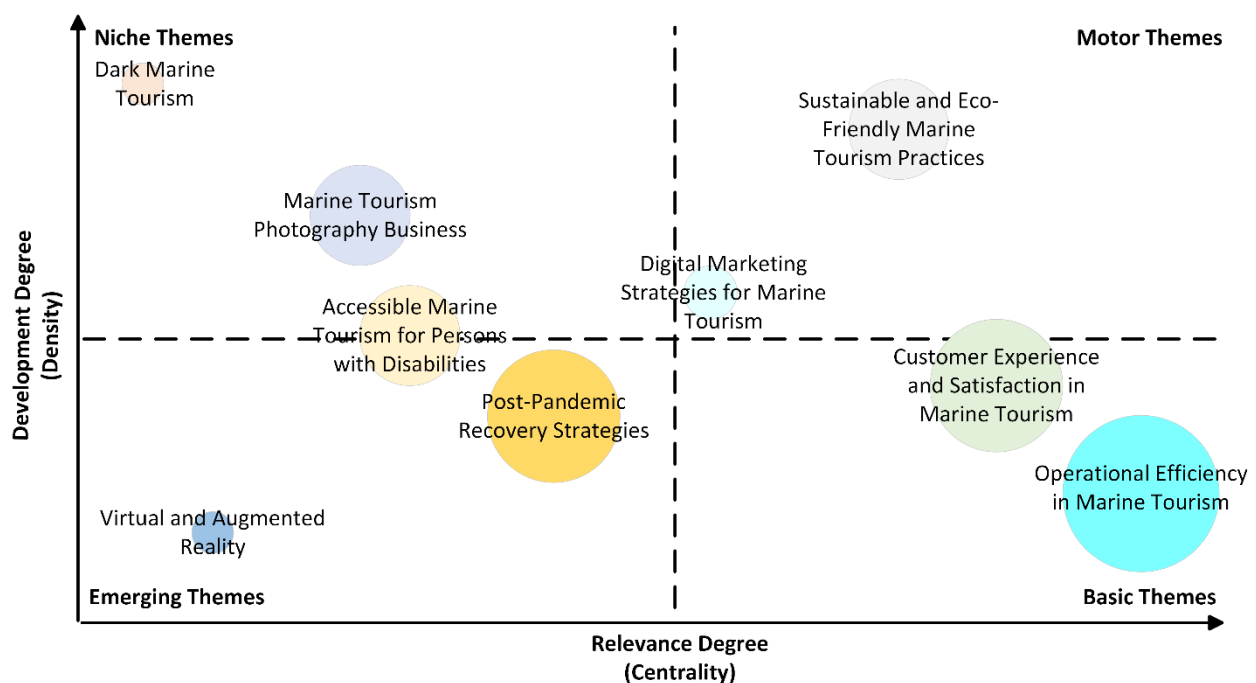 Niche Themes
Motor Themes
Dark Marine
Tourism
Sustainable and Eco-
Friendly Marine
Tourism Practices
Marine Tourism
Photography Business
Digital Marketing
Strategies for Marine
Tourism
Accessible Marine
Tourism for Persons
with Disabilities
Customer Experience
and Satisfaction in
Marine Tourism
Post-Pandemic
Recovery Strategies
Operational Efficiency
in Marine Tourism
Virtual and Augmented
Reality
Emerging Themes
Basic Themes
Development Degree
(Density)
Relevance Degree
(Centrality)